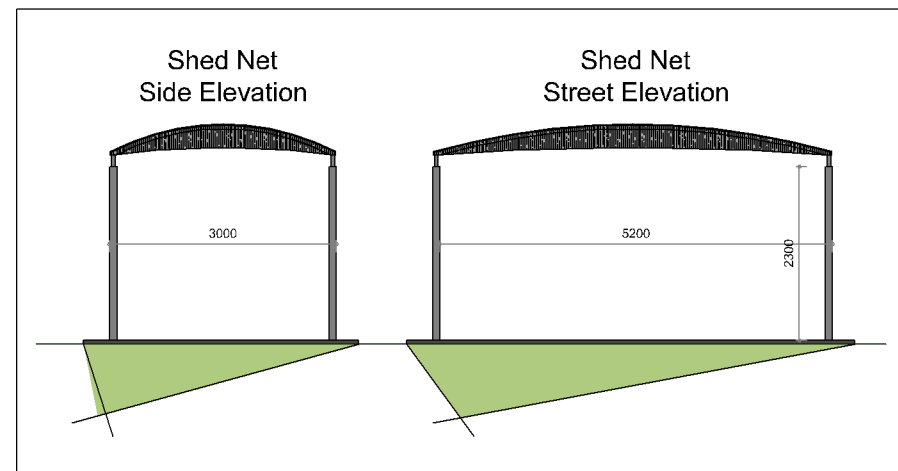 Shed Net
Side Elevation
Shed Net
Street Elevation
3000
5200
2300